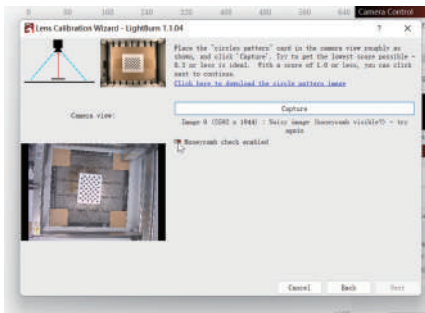 0 80 160 240 320 400 480 560 640 Camera Control
Lens Calibration Wizard - LightBurn 1.1.04 ? ×
Place the "circles pattern" card in the camera view roughly as
shown, and click 'Capture'. Try to get the lowest score possible -
0.3 or less is ideal. With a score of 1.0 or less, you can click
next to continue.
Click here to download the circle pattern image
Capture
Camera view:
Image 0 (2592 x 1944) : Noisy image (honeycomb visible?) - try
again
Honeycomb check enabled
Cancel Back Next